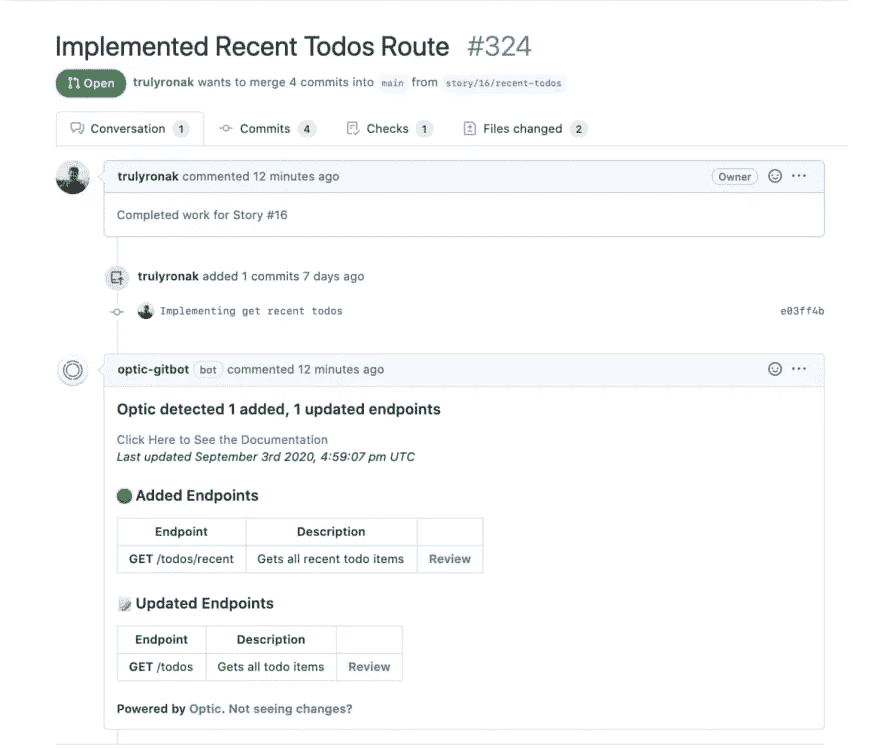 Implemented Recent Todos Route #324
Open trulyronak wants to merge 4 commits into main from story/16/recent-todos
Conversation 1 Commits 4 Checks 1 Files changed 2
trulyronak commented 12 minutes ago Owner
Completed work for Story #16
trulyronak added 1 commits 7 days ago
Implementing get recent todos e03ff4b
optic-gitbot bot commented 12 minutes ago
Optic detected 1 added, 1 updated endpoints
Click Here to See the Documentation
Last updated September 3rd 2020, 4:59:07 pm UTC
Added Endpoints
Endpoint Description
GET /todos/recent Gets all recent todo items Review
Updated Endpoints
Endpoint Description
GET /todos Gets all todo items Review
Powered by Optic. Not seeing changes?